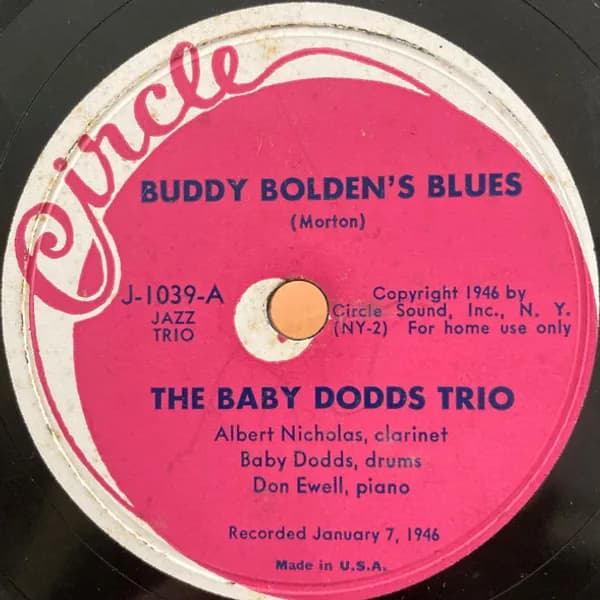 Circle
BUDDY BOLDEN'S BLUES
(Morton)
J-1039-A
JAZZ
TRIO
Copyright 1946 by
Circle Sound, Inc., N. Y.
(NY-2) For home use only
THE BABY DODDS TRIO
Albert Nicholas, clarinet
Baby Dodds, drums
Don Ewell, piano
Recorded January 7, 1946
Made in U.S.A.